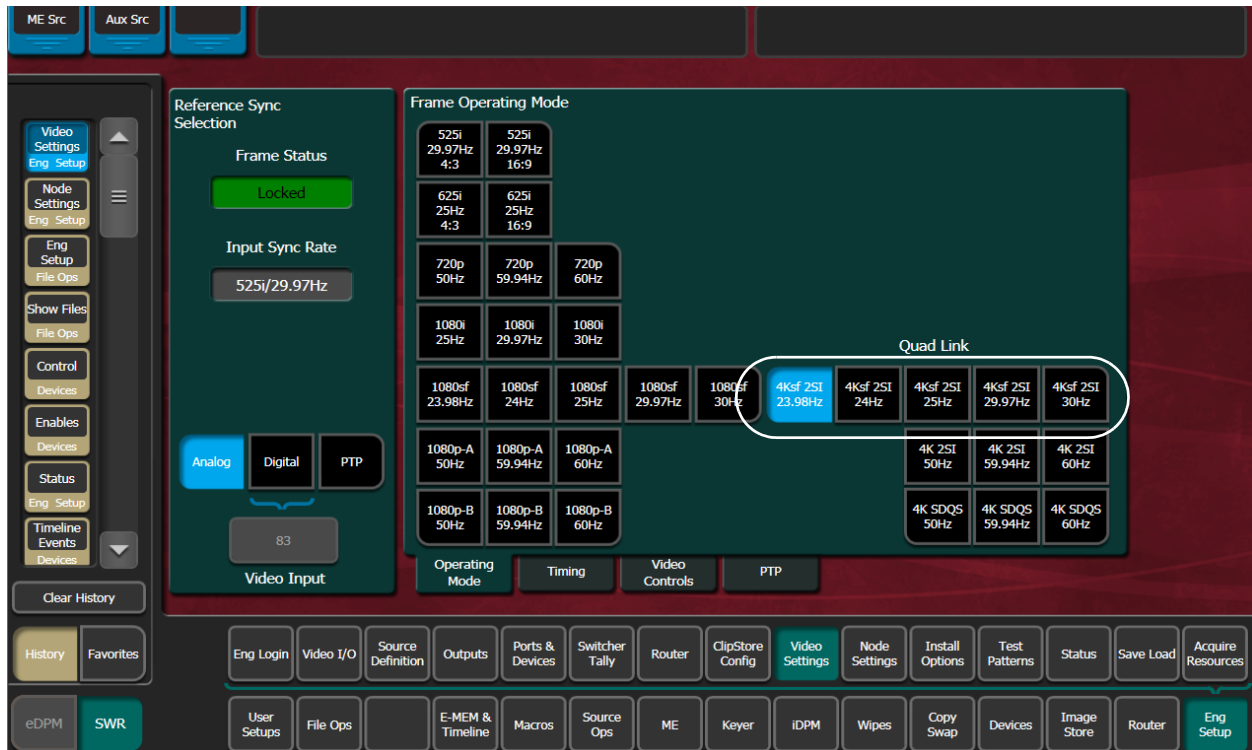 ME Src
Aux Src
Video
Settings
Eng Setup
Node
Settings
Eng Setup
Eng
Setup
File Ops
Show Files
File Ops
Control
Devices
Enables
Devices
Status
Eng Setup
Timeline
Events
Devices
Clear History
History
Favorites
eDPM
SWR
Reference Sync
Selection
Frame Status
Locked
Input Sync Rate
525i/29.97Hz
Analog
Digital
PTP
83
Video Input
Frame Operating Mode
525i
29.97Hz
4:3
525i
29.97Hz
16:9
625i
25Hz
4:3
625i
25Hz
16:9
720p
50Hz
720p
59.94Hz
720p
60Hz
1080i
25Hz
1080i
29.97Hz
1080i
30Hz
Quad Link
1080sf
23.98Hz
1080sf
24Hz
1080sf
25Hz
1080sf
29.97Hz
1080sf
30Hz
4Ksf 2SI
23.98Hz
4Ksf 2SI
24Hz
4Ksf 2SI
25Hz
4Ksf 2SI
29.97Hz
4Ksf 2SI
30Hz
1080p-A
50Hz
1080p-A
59.94Hz
1080p-A
60Hz
4K 2SI
50Hz
4K 2SI
59.94Hz
4K 2SI
60Hz
1080p-B
50Hz
1080p-B
59.94Hz
1080p-B
60Hz
4K SDQS
50Hz
4K SDQS
59.94Hz
4K SDQS
60Hz
Operating
Mode
Timing
Video
Controls
PTP
Eng Login
Video I/O
Source
Definition
Outputs
Ports &
Devices
Switcher
Tally
Router
ClipStore
Config
Video
Settings
Node
Settings
Install
Options
Test
Patterns
Status
Save Load
Acquire
Resources
User
Setups
File Ops
E-MEM &
Timeline
Macros
Source
Ops
ME
Keyer
iDPM
Wipes
Copy
Swap
Devices
Image
Store
Router
Eng
Setup